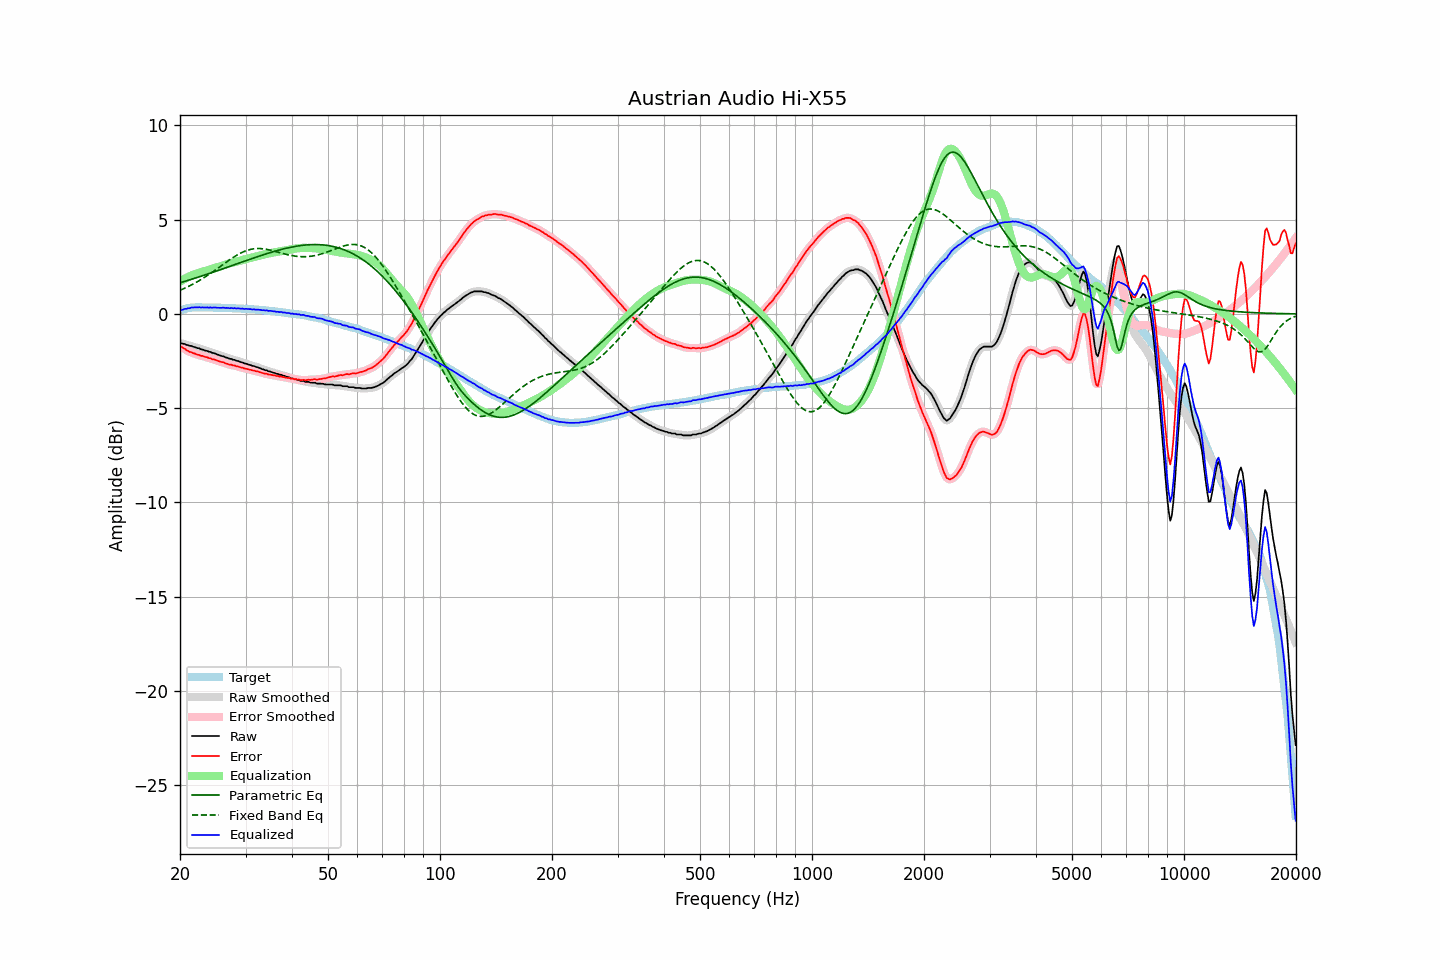 Austrian Audio Hi-X55
10
5
0
−5
−10
−15
−20
−25
Amplitude (dBr)
Target
Raw Smoothed
Error Smoothed
Raw
Error
Equalization
Parametric Eq
Fixed Band Eq
Equalized
20 50 100 200 500 1000 2000 5000 10000 20000
Frequency (Hz)